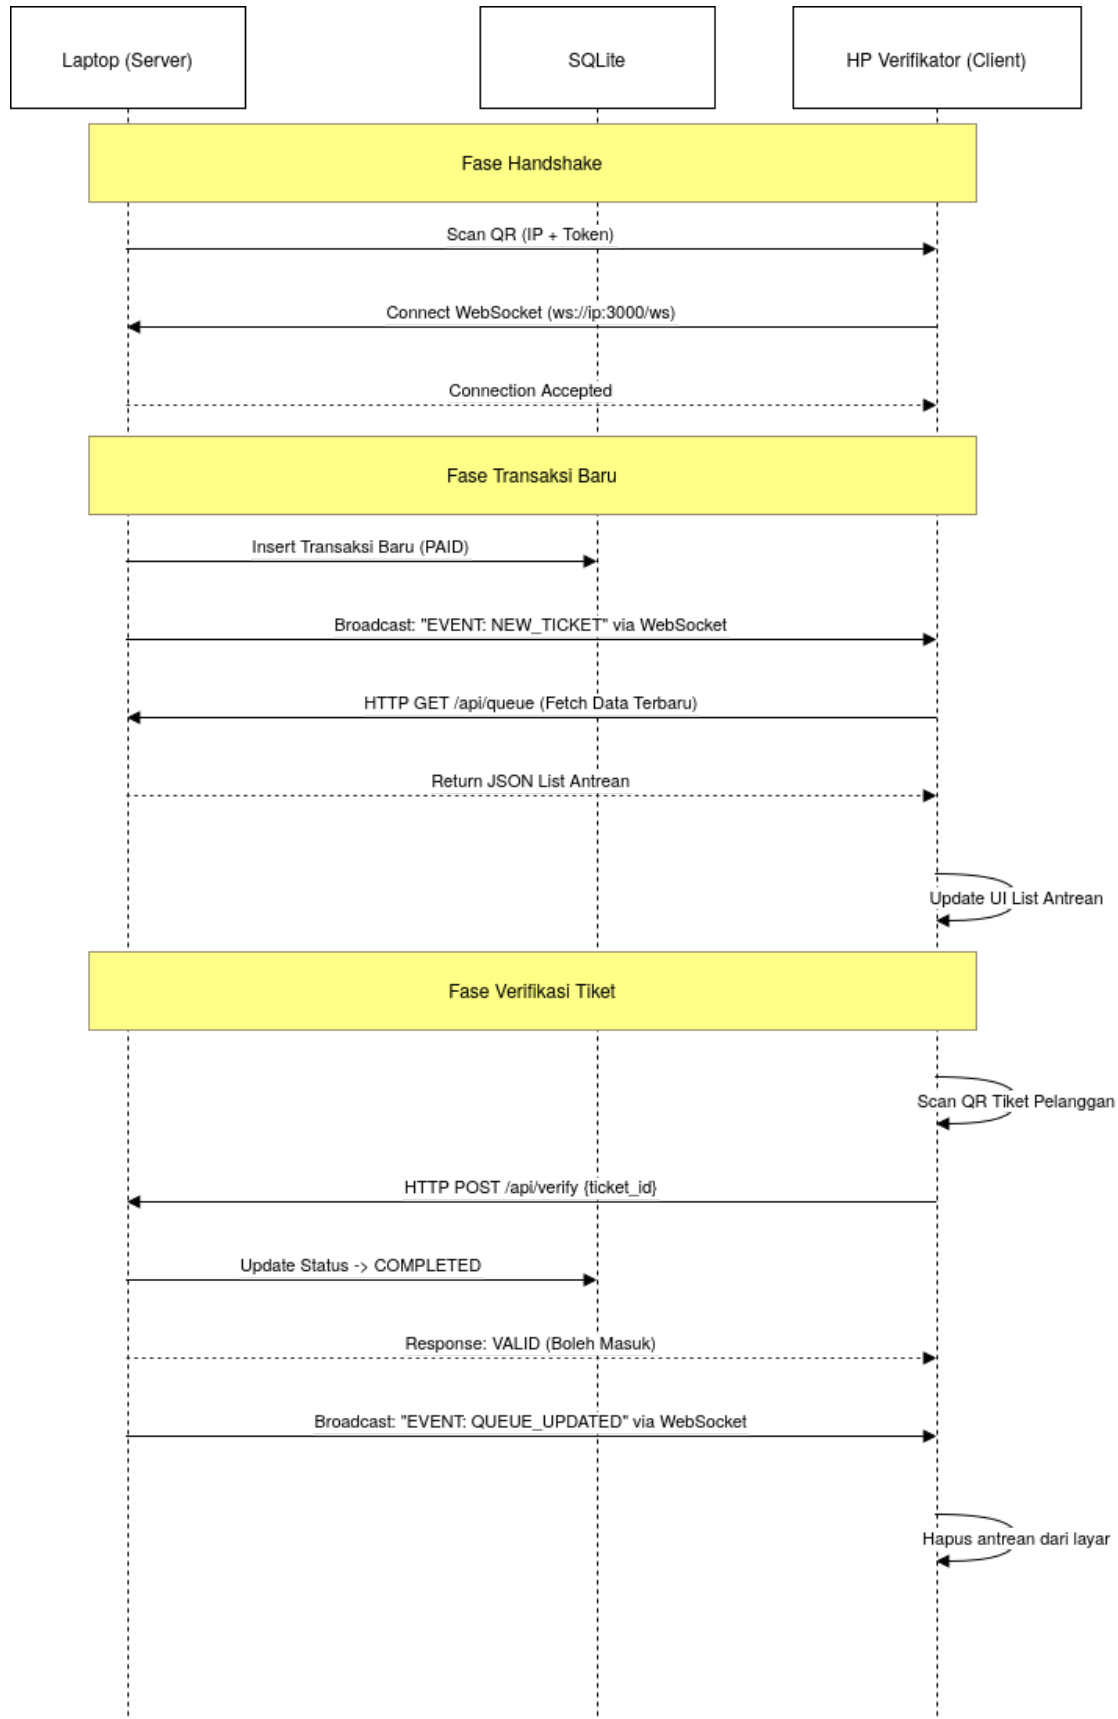 Laptop (Server)
SQLite
HP Verifikator (Client)
Fase Handshake
Scan QR (IP + Token)
Connect WebSocket (ws://ip:3000/ws)
Connection Accepted
Fase Transaksi Baru
Insert Transaksi Baru (PAID)
Broadcast: "EVENT: NEW_TICKET" via WebSocket
HTTP GET /api/queue (Fetch Data Terbaru)
Return JSON List Antrean
Update UI List Antrean
Fase Verifikasi Tiket
Scan QR Tiket Pelanggan
HTTP POST /api/verify {ticket_id}
Update Status -> COMPLETED
Response: VALID (Boleh Masuk)
Broadcast: "EVENT: QUEUE_UPDATED" via WebSocket
Hapus antrean dari layar